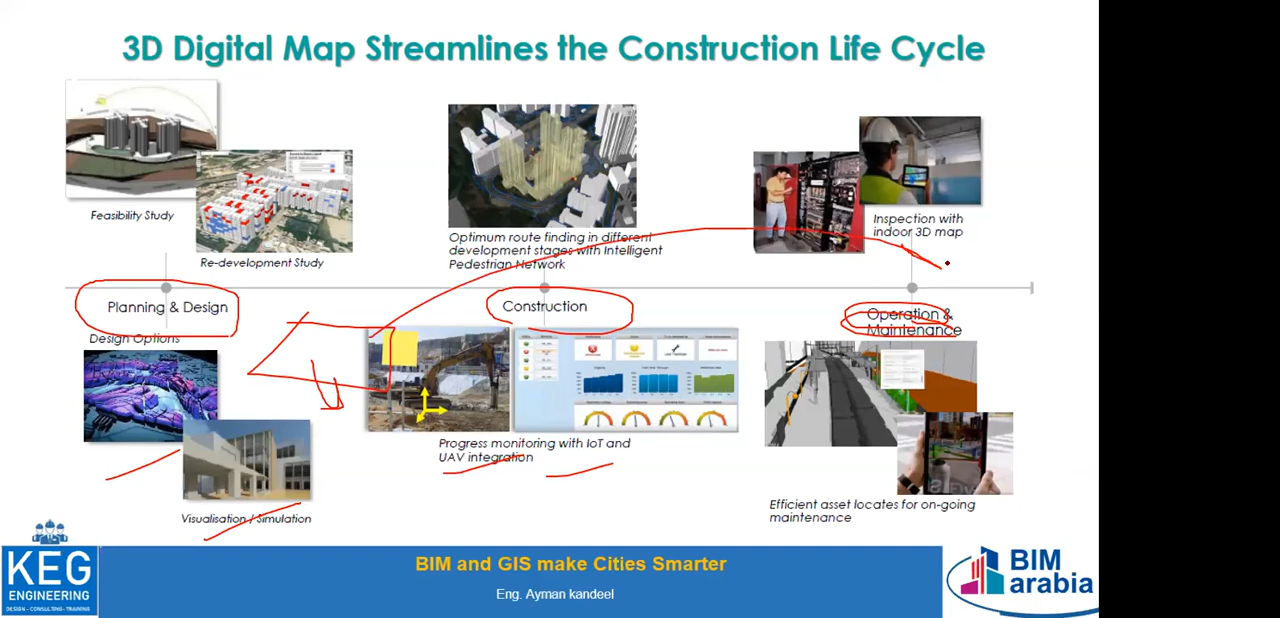 3D Digital Map Streamlines the Construction Life Cycle
Feasibility Study
Re-development Study
Optimum route finding in different
development stages with Intelligent
Pedestrian Network
Inspection with
indoor 3D map
Planning & Design
Construction
Operation &
Maintenance
Design Options
Visualisation / Simulation
Progress monitoring with IoT and
UAV integration
Efficient asset locates for on-going
maintenance
KEG
ENGINEERING
DESIGN - CONSULTING - TRAINING
BIM and GIS make Cities Smarter
Eng. Ayman kandeel
BIM
arabia